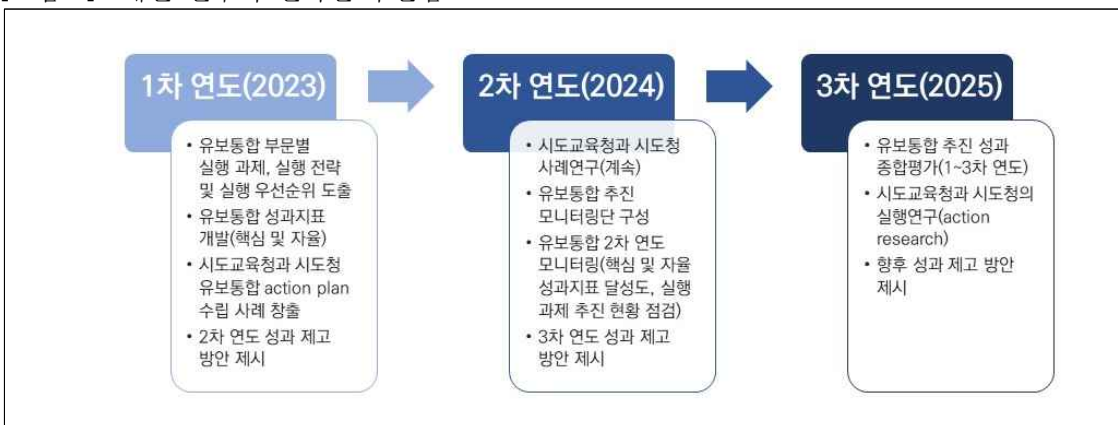 1차 연도(2023)
• 유보통합 부문별
실행 과제, 실행 전략
및 실행 우선순위 도출
• 유보통합 성과지표
개발(핵심 및 자율)
• 시도교육청과 시도청
유보통합 action plan
수립 사례 창출
• 2차 연도 성과 제고
방안 제시
2차 연도(2024)
• 시도교육청과 시도청
사례연구(계속)
• 유보통합 추진
모니터링단 구성
• 유보통합 2차 연도
모니터링(핵심 및 자율
성과지표 달성도, 실행
과제 추진 현황 점검)
• 3차 연도 성과 제고
방안 제시
3차 연도(2025)
• 유보통합 추진 성과
종합평가(1~3차 연도)
• 시도교육청과 시도청의
실행연구(action
research)
• 향후 성과 제고 방안
제시